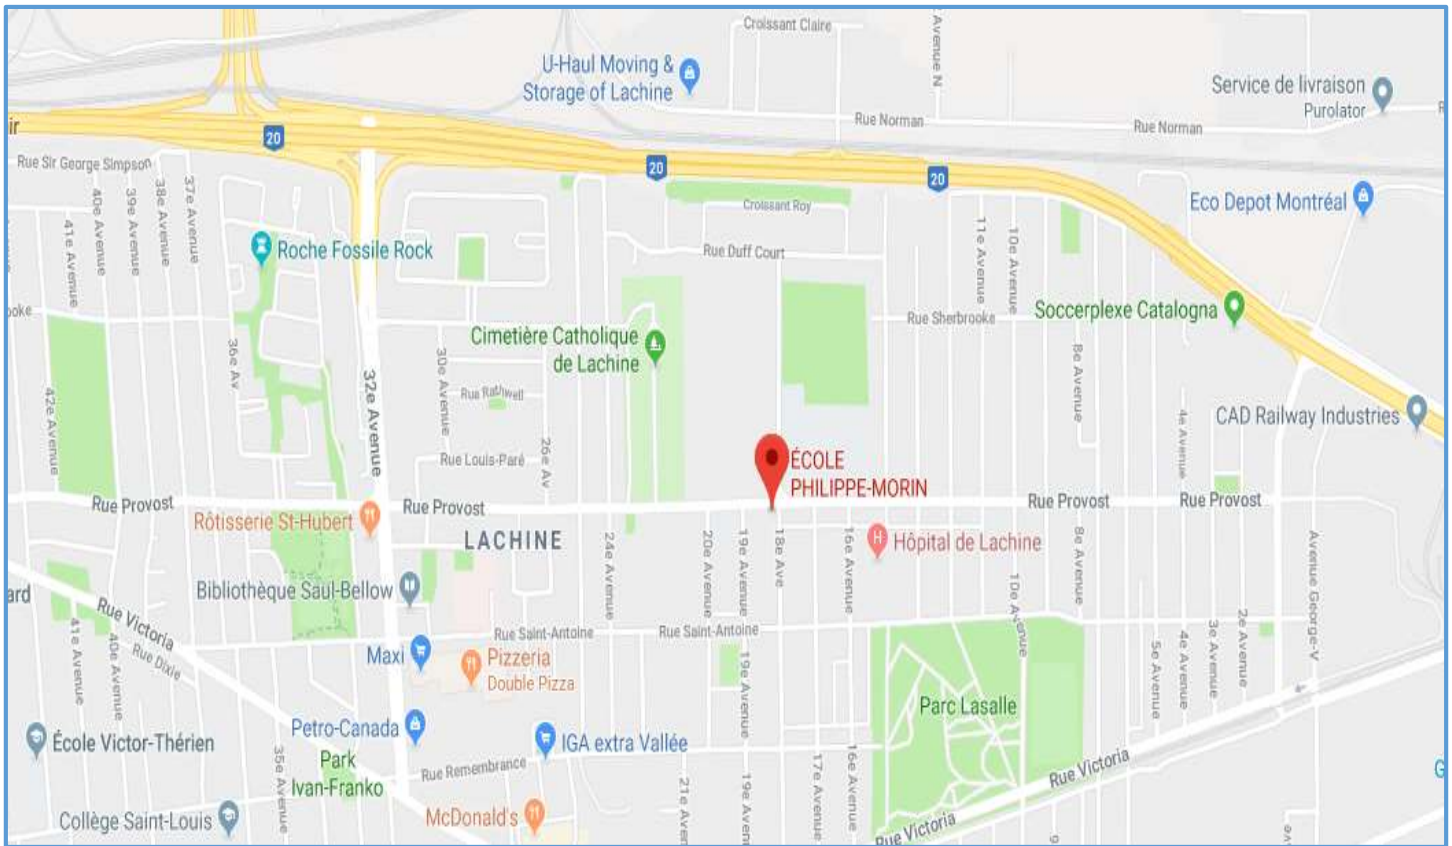 Croissant Claire
Avenue N
U-Haul Moving &
Storage of Lachine
Service de livraison
Purolator
Rue Norman
Rue Norman
ir
20
20
20
Rue Sir George Simpson
37e Avenue
38e Avenue
39e Avenue
40e Avenue
41e Avenue
Eco Depot Montréal
Croissant Roy
11e Avenue
10e Avenue
Roche Fossile Rock
Rue Duff Court
ooke
Rue Sherbrooke
Soccerplexe Catalogna
Cimetière Catholique
de Lachine
36e Av
30e Avenue
8e Avenue
32e Avenue
42e Avenue
Rue Rathwell
4e Avenue
CAD Railway Industries
Rue Louis-Paré
26e Av
ÉCOLE
PHILIPPE-MORIN
Rue Provost
Rue Provost
Rue Provost
Rue Provost
Rôtisserie St-Hubert
LACHINE
24e Avenue
20e Avenue
19e Avenue
18e Ave
16e Avenue
Hôpital de Lachine
8e Avenue
10e Avenue
Avenue George-V
ard
Bibliothèque Saul-Bellow
Rue Victoria
Rue Dixie
41e Avenue
40e Avenue
Rue Saint-Antoine
Rue Saint-Antoine
Maxi
Pizzeria
Double Pizza
19e Avenue
5e Avenue
4e Avenue
3e Avenue
2e Avenue
Parc Lasalle
Petro-Canada
École Victor-Thérien
IGA extra Vallée
Park
Ivan-Franko
35e Avenue
Rue Remembrance
21e Aven
19e Aven
17e Avenue
16e Avenue
Rue Victoria
G
Collège Saint-Louis
McDonald's
Rue Victoria
9